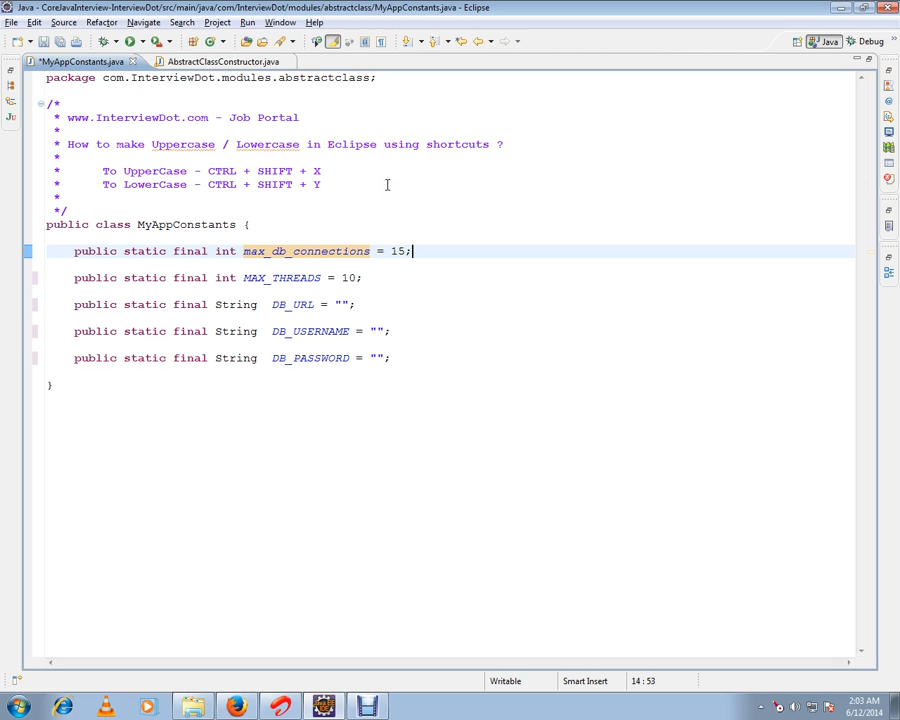 Java - CoreJavaInterview-InterviewDot/src/main/java/com/InterviewDot/modules/abstractclass/MyAppConstants.java - Eclipse
File Edit Source Refactor Navigate Search Project Run Window Help
Java Debug
*MyAppConstants.java AbstractClassConstructor.java
package com.InterviewDot.modules.abstractclass;
/*
* www.InterviewDot.com - Job Portal
*
* How to make Uppercase / Lowercase in Eclipse using shortcuts ?
*
* To UpperCase - CTRL + SHIFT + X
* To LowerCase - CTRL + SHIFT + Y
*
*/
public class MyAppConstants {
public static final int max_db_connections = 15;
public static final int MAX_THREADS = 10;
public static final String DB_URL = "";
public static final String DB_USERNAME = "";
public static final String DB_PASSWORD = "";
}
Writable Smart Insert 14 : 53
2:03 AM
6/12/2014